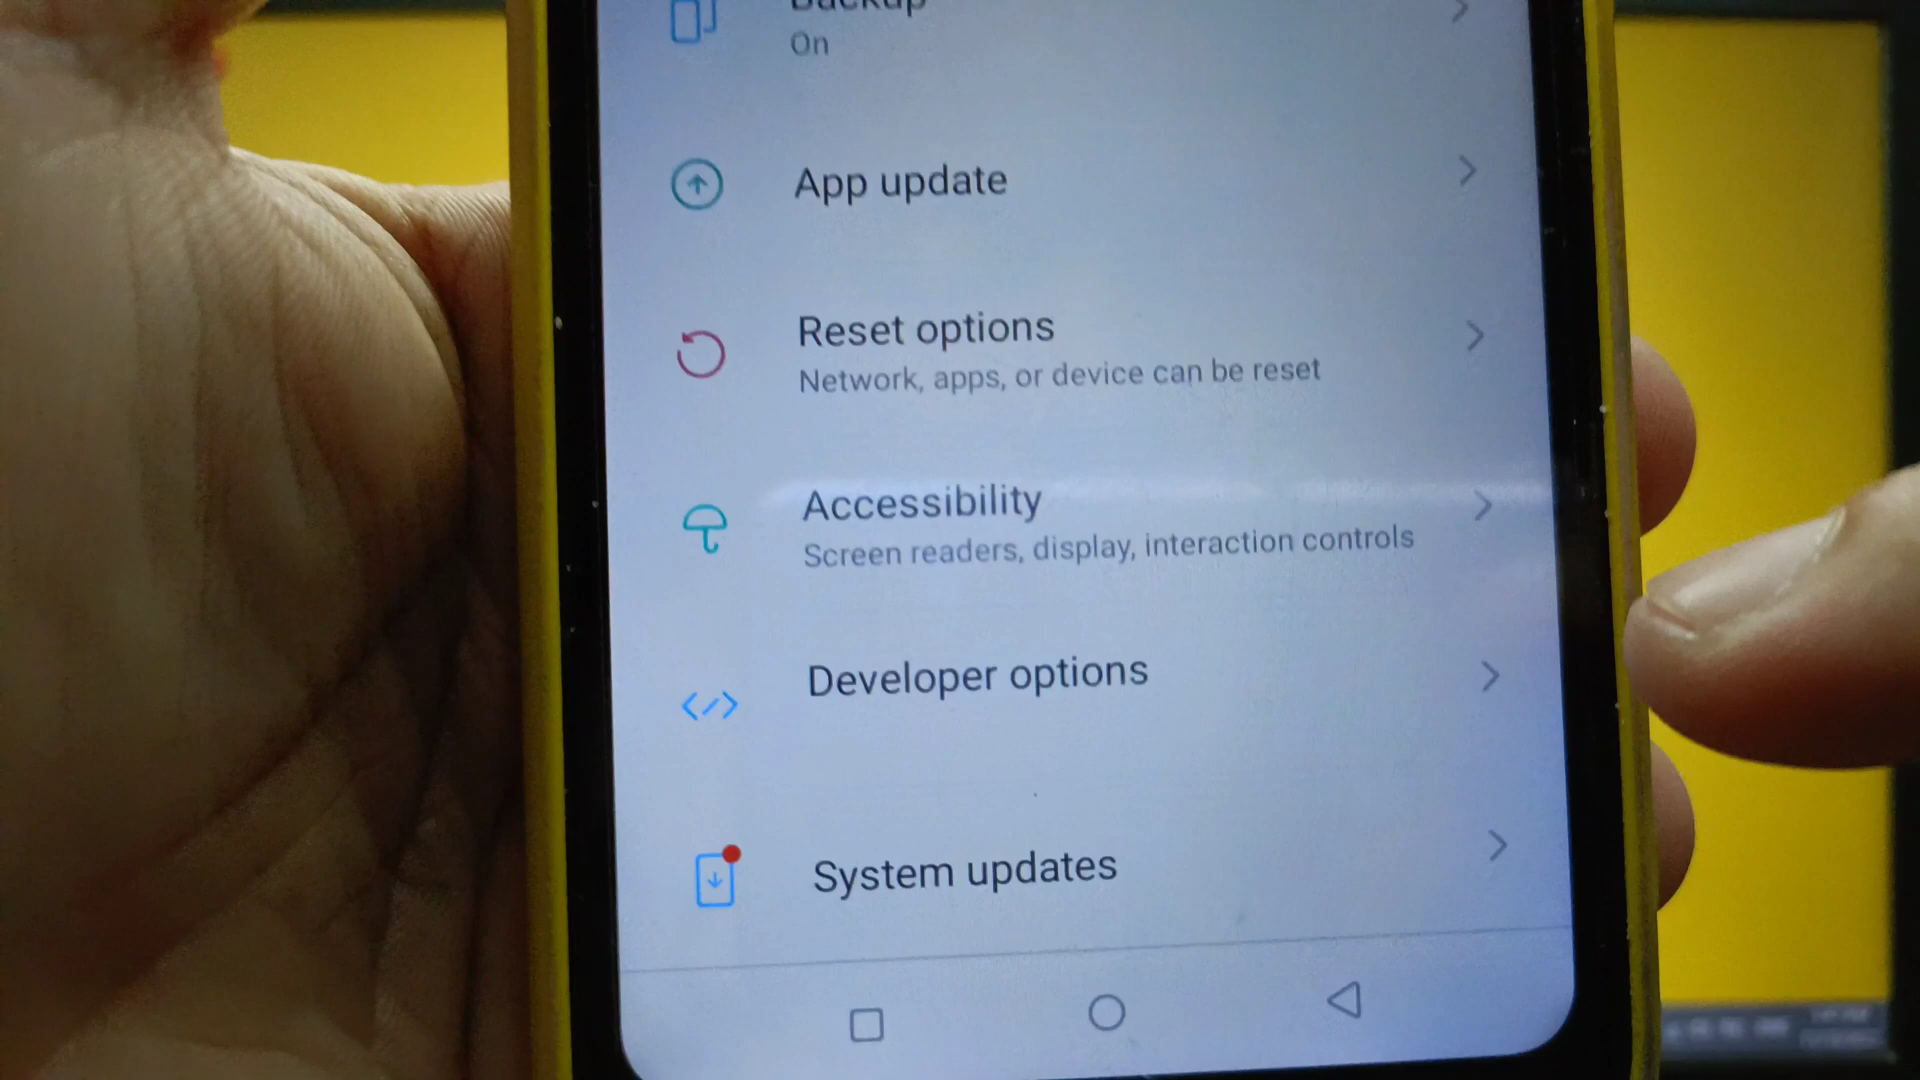 Backup
On
App update
Reset options
Network, apps, or device can be reset
Accessibility
Screen readers, display, interaction controls
Developer options
System updates